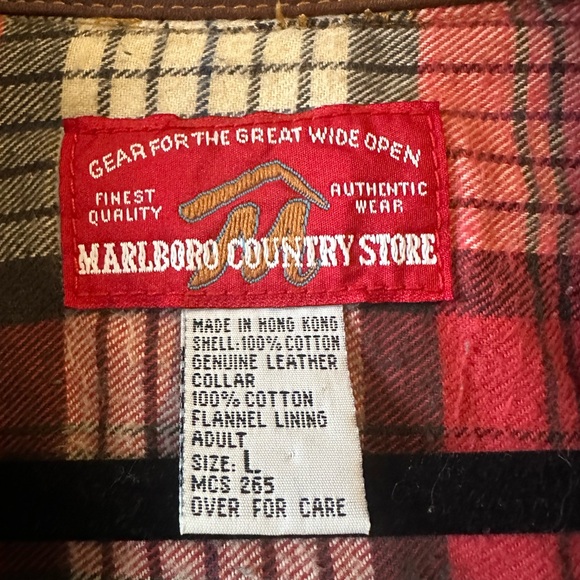 GEAR FOR THE GREAT WIDE OPEN
FINEST QUALITY
AUTHENTIC WEAR
MARLBORO COUNTRY STORE
MADE IN HONG KONG
SHELL:100% COTTON
GENUINE LEATHER
COLLAR
100% COTTON
FLANNEL LINING
ADULT
SIZE: L
MCS 265
OVER FOR CARE